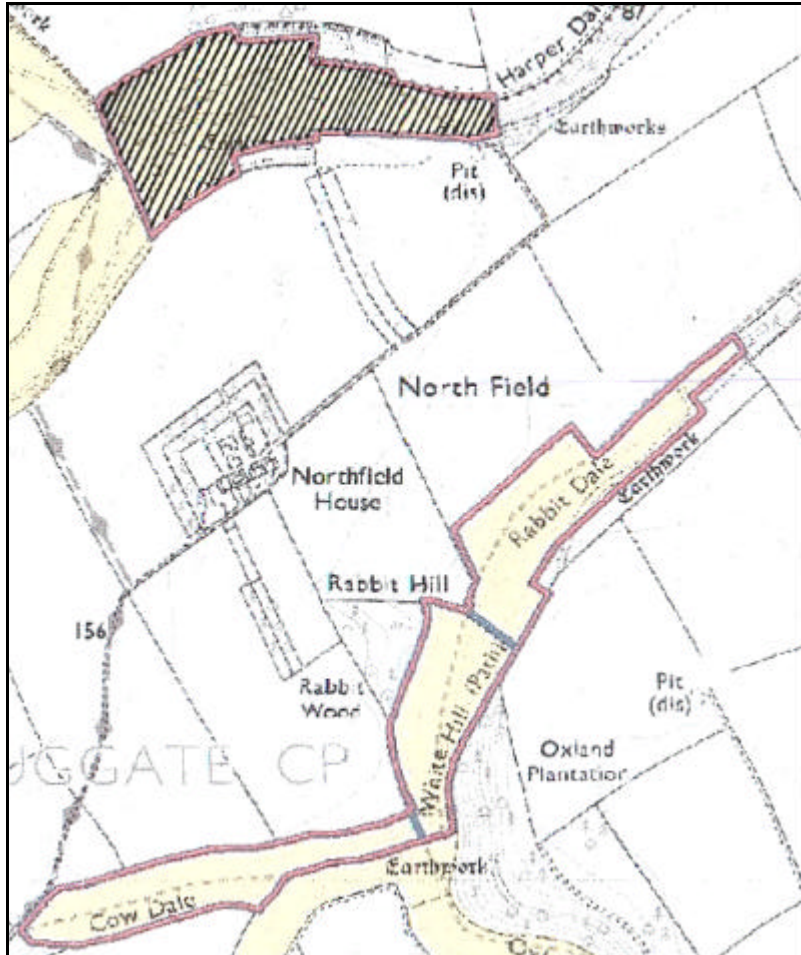 Harper Dale
Earthworks
Pit
(dis)
North Field
Northfield
House
Rabbit Dale
Earthwork
Rabbit Hill
156
Rabbit
Wood
White Hill (Path)
Pit
(dis)
Oxland
Plantation
UGGATE CP
Earthwork
Cow Dale